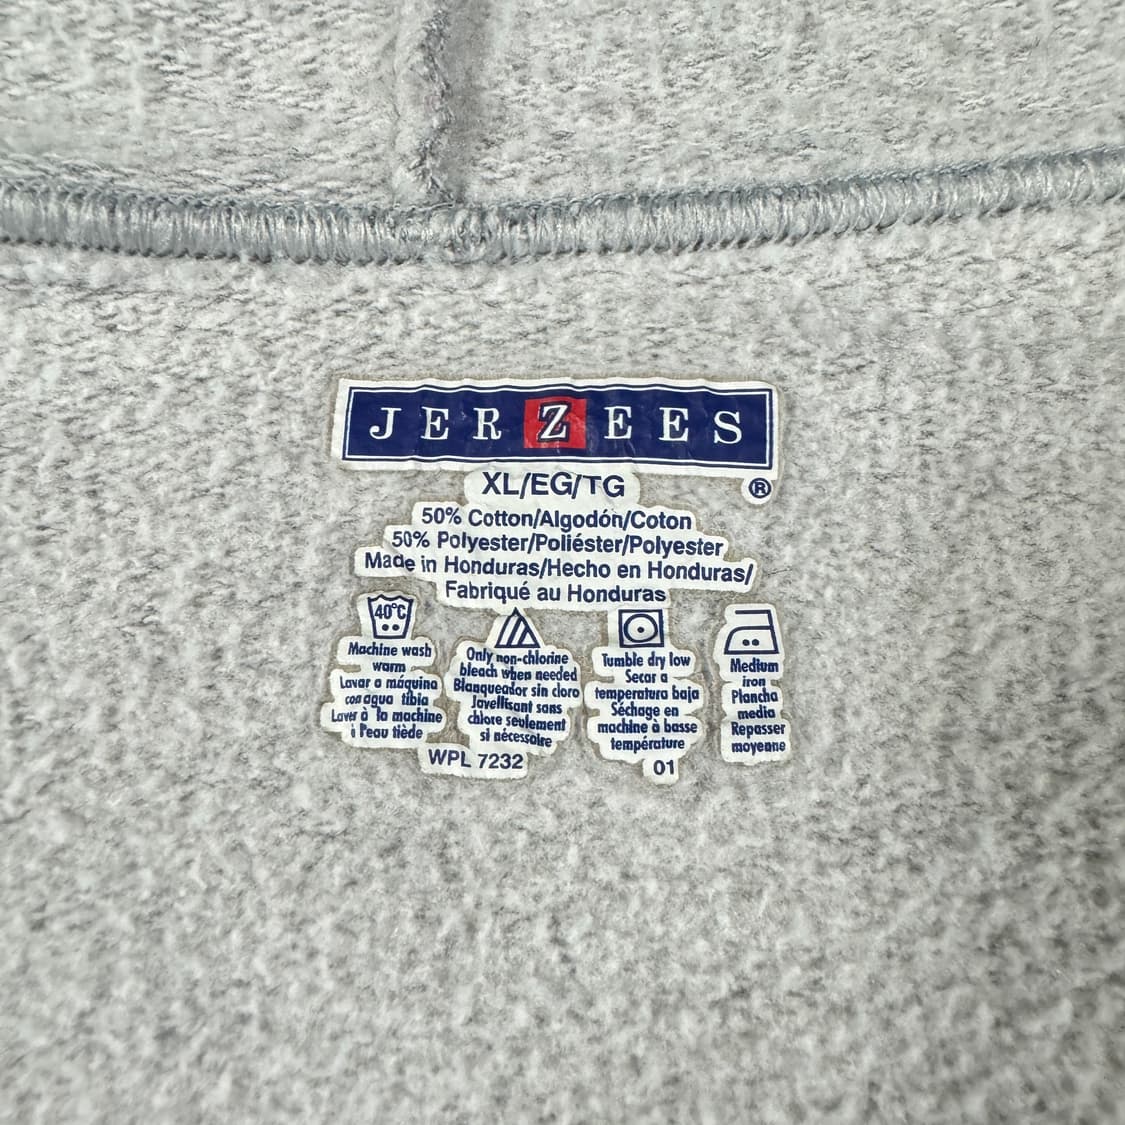 JERZEES
XL/EG/TG ®
50% Cotton/Algodón/Coton
50% Polyester/Poliéster/Polyester
Made in Honduras/Hecho en Honduras/
Fabriqué au Honduras
40°C
Machine wash
warm
Lavar a máquina
con agua tibia
Laver à la machine
à l'eau tiède
Only non-chlorine
bleach when needed
Blanqueador sin cloro
Javellisant sans
chlore seulement
si nécessaire
Tumble dry low
Secar a
temperatura baja
Séchage en
machine à basse
température
Medium
iron
Plancha
media
Repasser
moyenne
WPL 7232
01